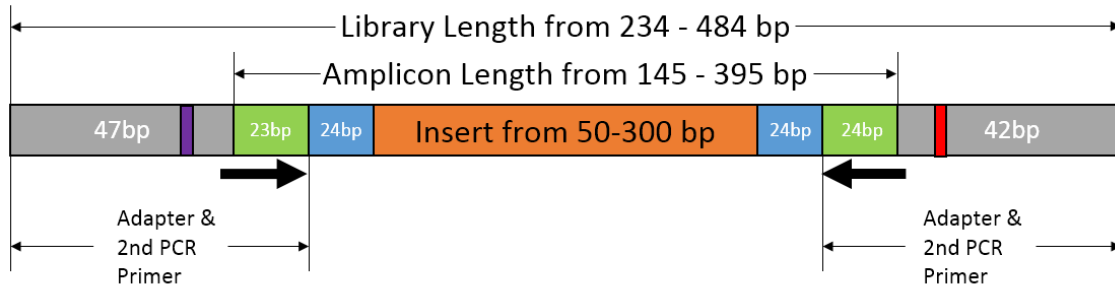 Library Length from 234 - 484 bp
Amplicon Length from 145 - 395 bp
47bp
23bp
24bp
Insert from 50-300 bp
24bp
24bp
42bp
Adapter &
2nd PCR
Primer
Adapter &
2nd PCR
Primer